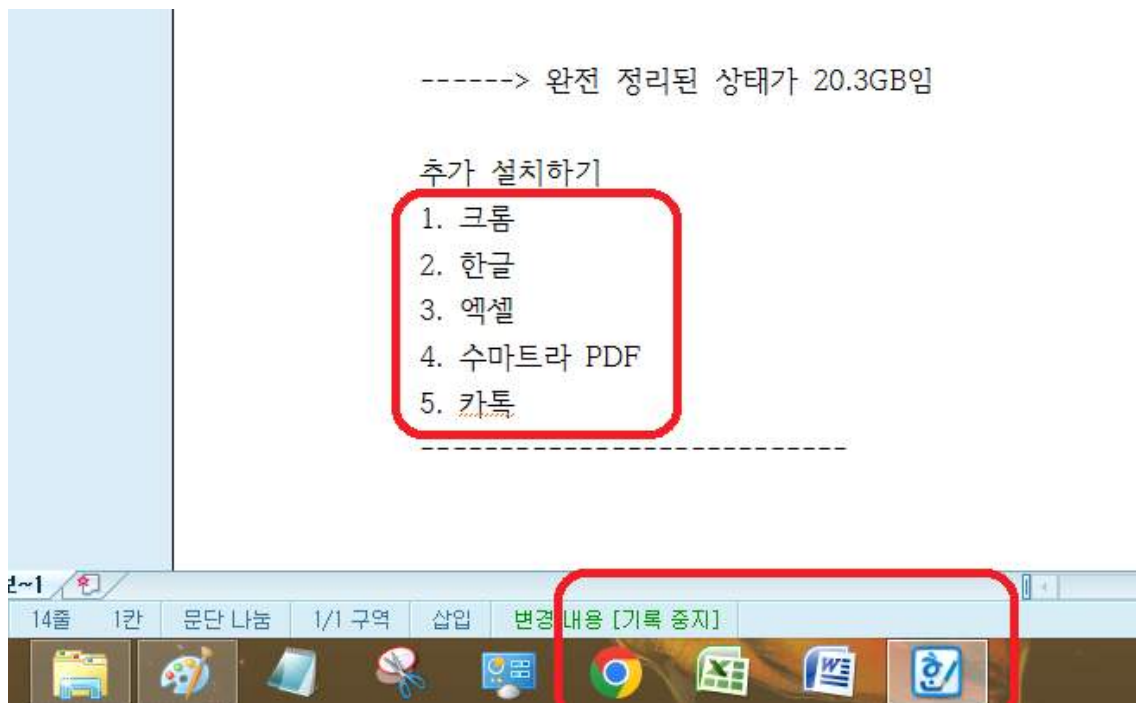 ------> 완전 정리된 상태가 20.3GB임
추가 설치하기
1. 크롬
2. 한글
3. 엑셀
4. 수마트라 PDF
5. 카톡
---------------------------
~1
14줄 1칸 문단 나눔 1/1 구역 삽입 변경 내용 [기록 중지]